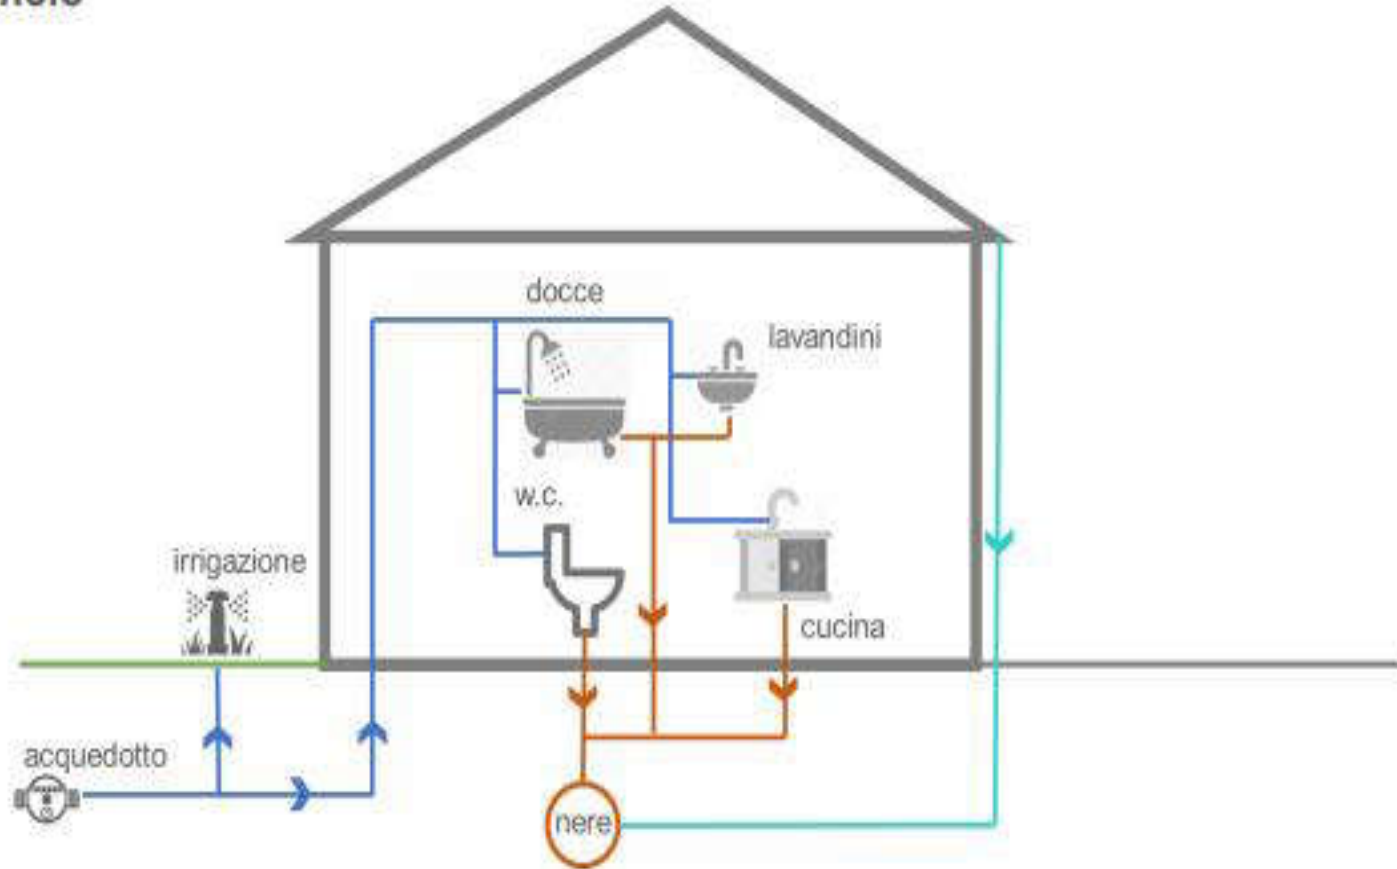 docce
lavandini
w.c.
irrigazione
cucina
acquedotto
nere